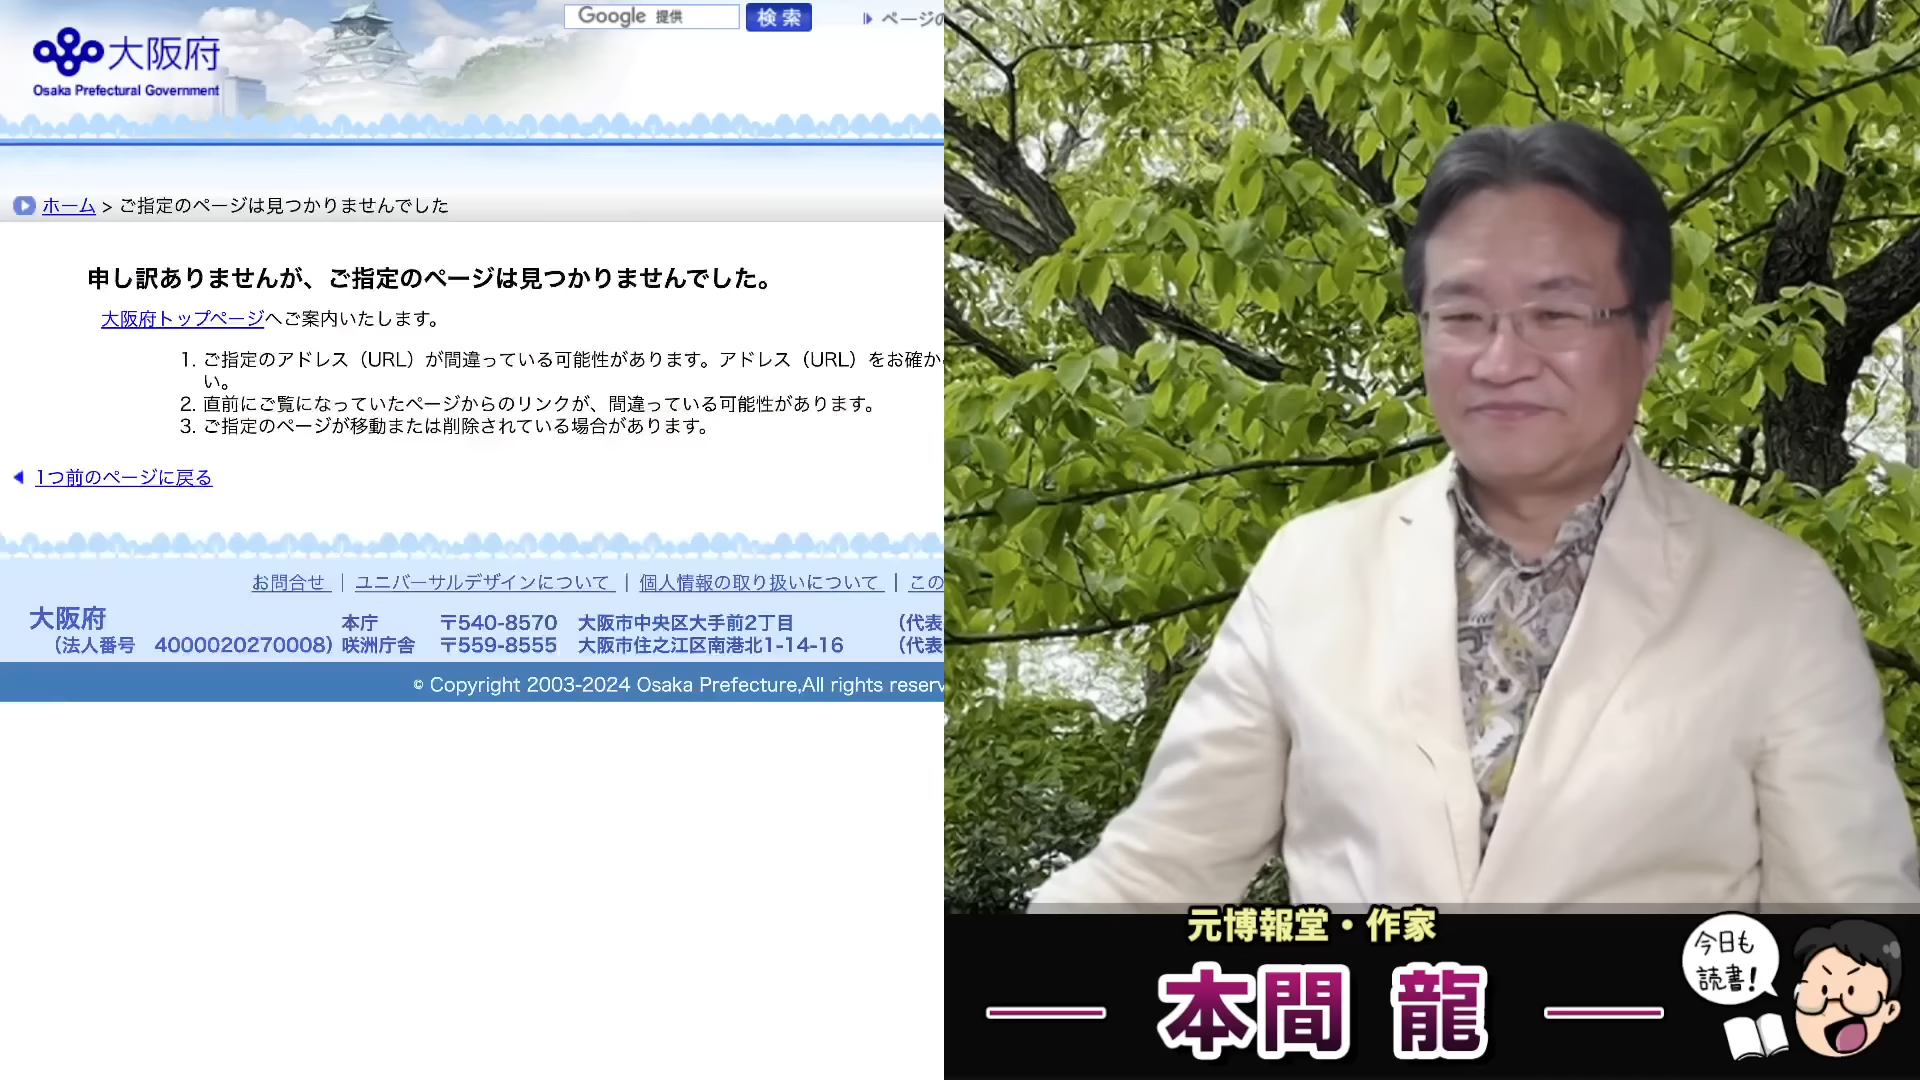 大阪府
Osaka Prefectural Government
Google 提供
検索
ページの
ホーム > ご指定のページは見つかりませんでした
申し訳ありませんが、ご指定のページは見つかりませんでした。
大阪府トップページへご案内いたします。
1. ご指定のアドレス（URL）が間違っている可能性があります。アドレス（URL）をお確か
い。
2. 直前にご覧になっていたページからのリンクが、間違っている可能性があります。
3. ご指定のページが移動または削除されている場合があります。
1つ前のページに戻る
お問合せ | ユニバーサルデザインについて | 個人情報の取り扱いについて | この
大阪府
（法人番号 4000020270008）
本庁 〒540-8570 大阪市中央区大手前2丁目 （代表
咲洲庁舎 〒559-8555 大阪市住之江区南港北1-14-16 （代表
© Copyright 2003-2024 Osaka Prefecture,All rights reserv
元博報堂・作家
本間 龍
今日も
読書!